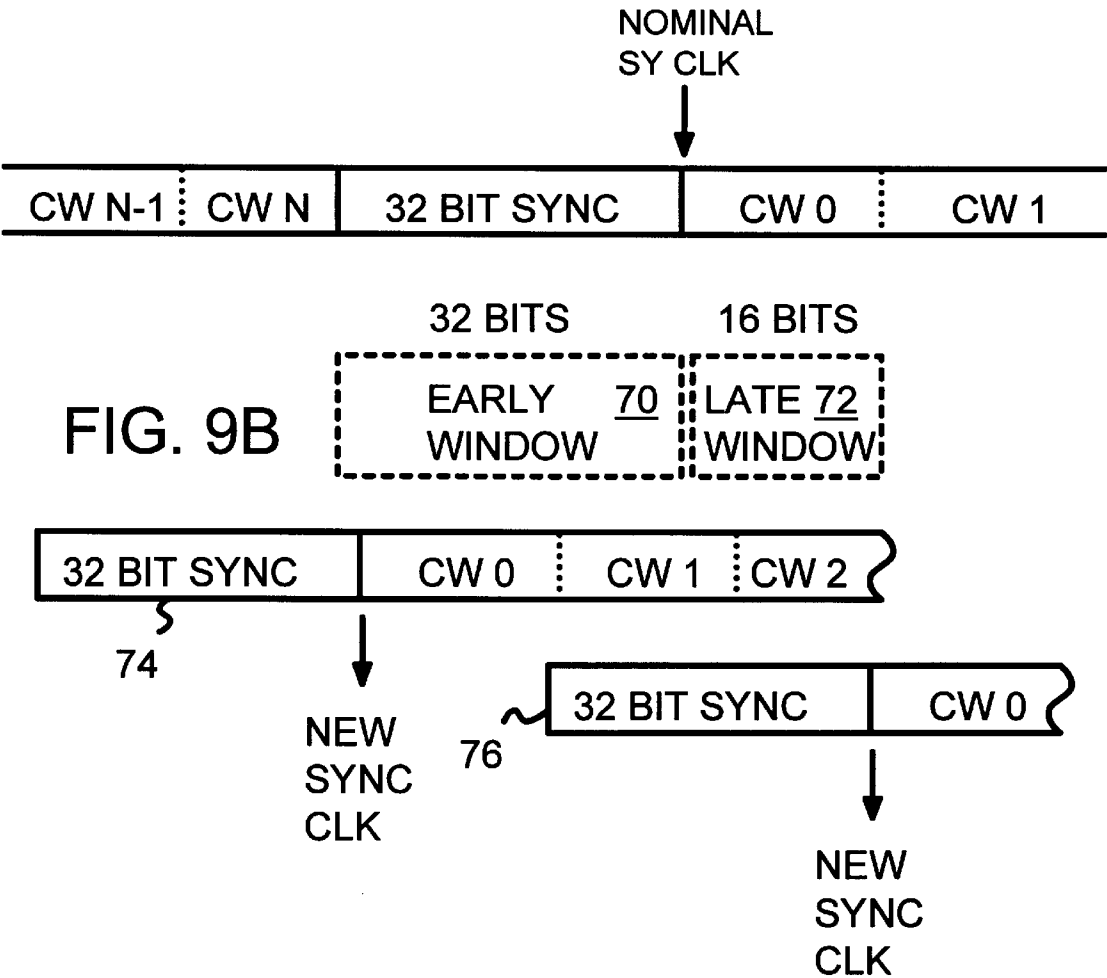 NOMINAL
SY CLK
CW N-1 CW N 32 BIT SYNC CW 0 CW 1
32 BITS 16 BITS
FIG. 9B
EARLY 70
WINDOW
LATE 72
WINDOW
32 BIT SYNC CW 0 CW 1 CW 2
74
NEW
SYNC
CLK
32 BIT SYNC CW 0
76
NEW
SYNC
CLK